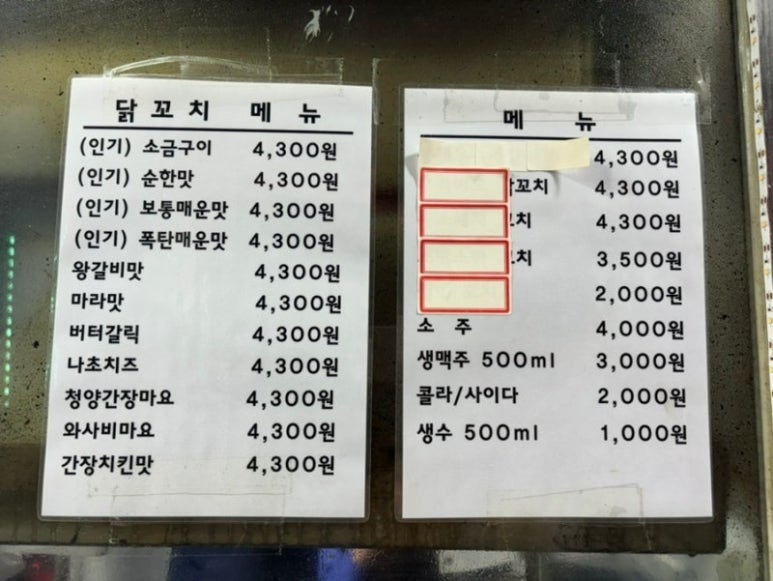 닭꼬치 메뉴
(인기) 소금구이 4,300원
(인기) 순한맛 4,300원
(인기) 보통매운맛 4,300원
(인기) 폭탄매운맛 4,300원
왕갈비맛 4,300원
마라맛 4,300원
버터갈릭 4,300원
나초치즈 4,300원
청양간장마요 4,300원
와사비마요 4,300원
간장치킨맛 4,300원
메 뉴
4,300원
꼬치 4,300원
꼬치 4,300원
꼬치 3,500원
2,000원
소 주 4,000원
생맥주 500ml 3,000원
콜라/사이다 2,000원
생수 500ml 1,000원